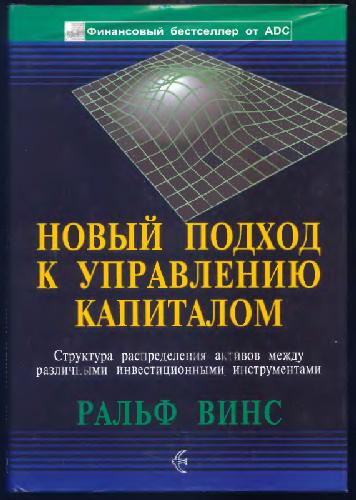 Финансовый бестселлер от ADC
НОВЫЙ ПОДХОД
К УПРАВЛЕНИЮ
КАПИТАЛОМ
Структура распределения активов между
различными инвестиционными инструментами
РАЛЬФ ВИНС